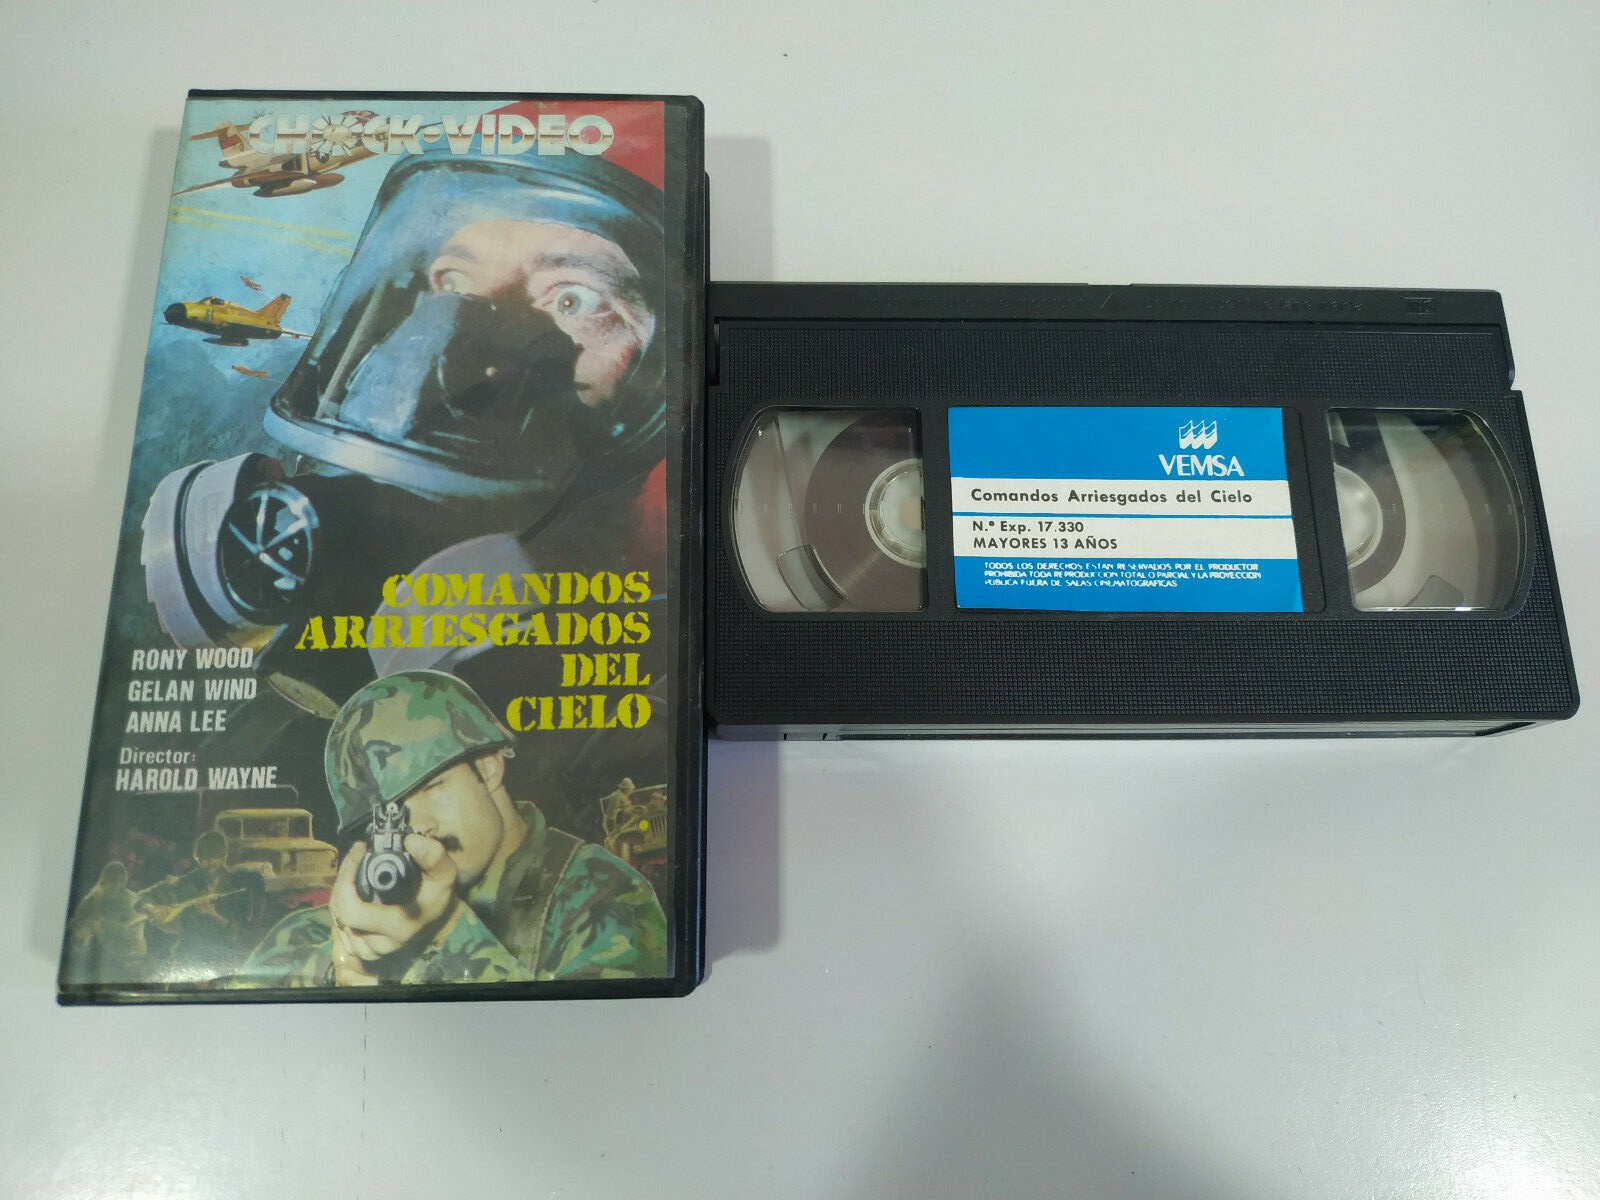 CHOCK·VIDEO
COMANDOS
ARRIESGADOS
DEL
CIELO
RONY WOOD
GELAN WIND
ANNA LEE
Director:
HAROLD WAYNE
VEMSA
Comandos Arriesgados del Cielo
N.º Exp. 17.330
MAYORES 13 AÑOS
TODOS LOS DERECHOS ESTAN RESERVADOS POR EL PRODUCTOR
PROHIBIDA TODA REPRODUCCION TOTAL O PARCIAL Y LA PROYECCION
PUBLICA FUERA DE SALAS CINEMATOGRAFICAS